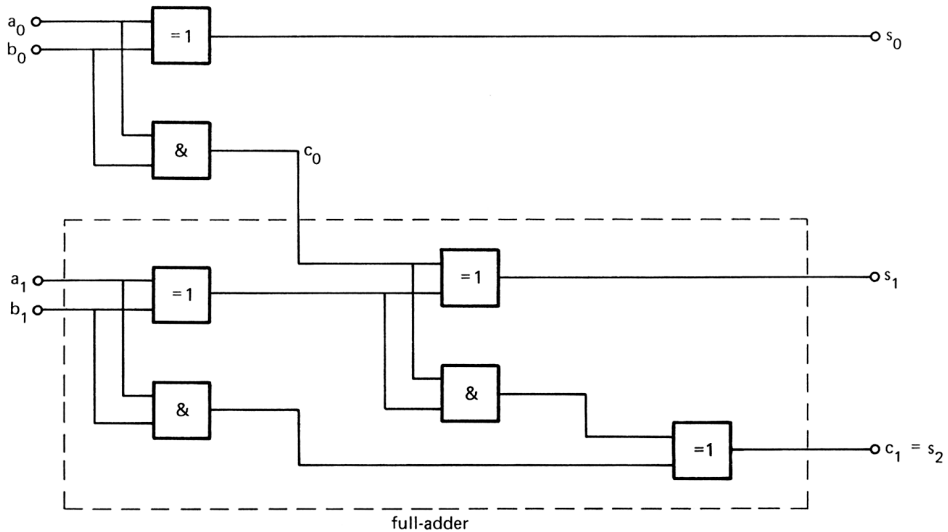 a₀
=1
s₀
b₀
&
c₀
a₁
=1
=1
s₁
b₁
&
&
=1
c₁ = s₂
full-adder